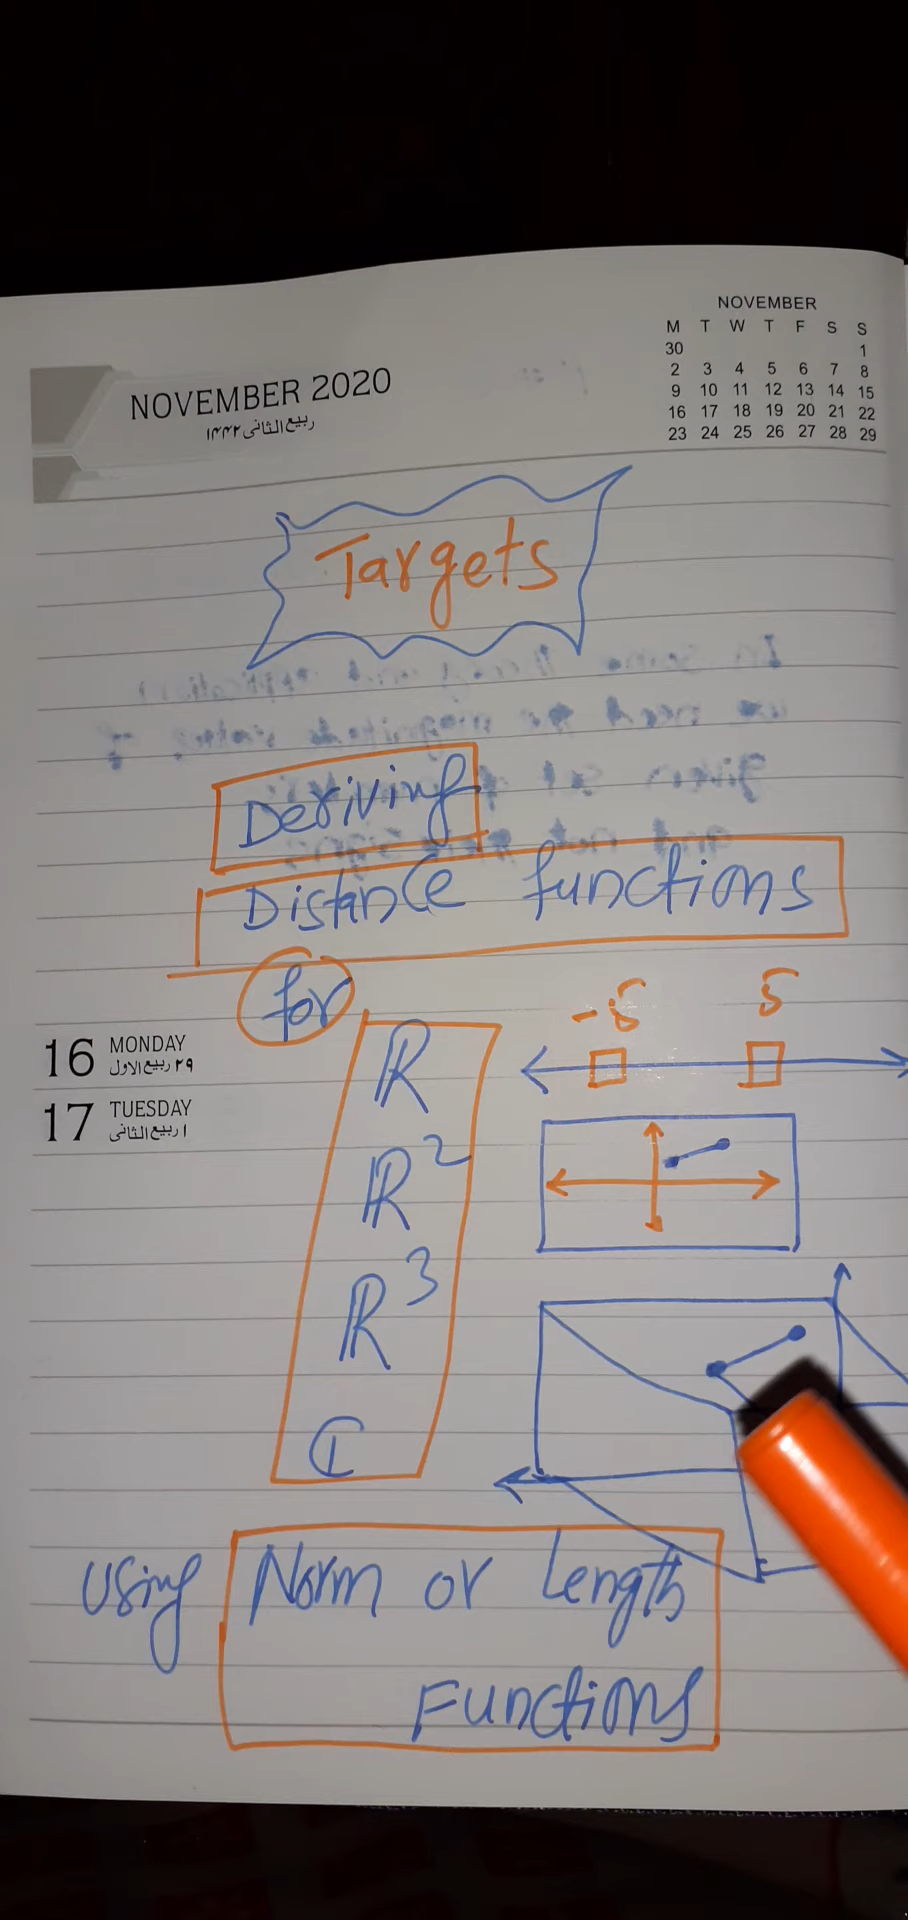 NOVEMBER
M T W T F S S
30 1
2 3 4 5 6 7 8
9 10 11 12 13 14 15
16 17 18 19 20 21 22
23 24 25 26 27 28 29
NOVEMBER 2020
ربیع الثانی ۱۴۴۲
Targets
Deriving
Distance functions
for
-5 5
ℝ
ℝ²
ℝ³
ℂ
16 MONDAY
۲۹ ربیع الاول
17 TUESDAY
۱ ربیع الثانی
Using Norm or Length
Functions